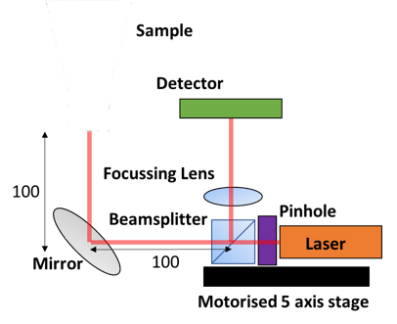 Sample
Detector
100
Focussing Lens
Beamsplitter
Pinhole
Laser
Mirror
100
Motorised 5 axis stage